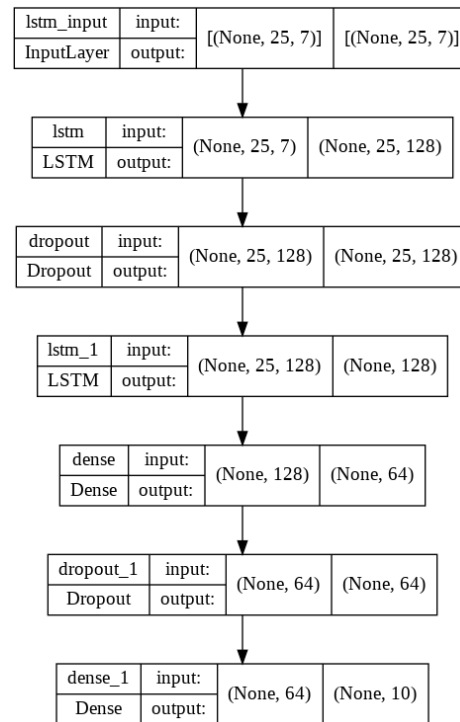 lstm_input input: [(None, 25, 7)] [(None, 25, 7)]
InputLayer output:
lstm input: (None, 25, 7) (None, 25, 128)
LSTM output:
dropout input: (None, 25, 128) (None, 25, 128)
Dropout output:
lstm_1 input: (None, 25, 128) (None, 128)
LSTM output:
dense input: (None, 128) (None, 64)
Dense output:
dropout_1 input: (None, 64) (None, 64)
Dropout output:
dense_1 input: (None, 64) (None, 10)
Dense output: